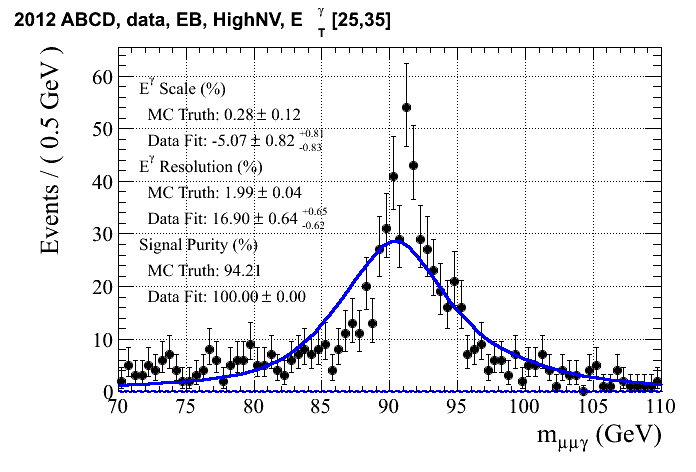 2012 ABCD, data, EB, HighNV, E^γ_T [25,35]
Events / ( 0.5 GeV )
60
50
40
30
20
10
0
E^γ Scale (%)
MC Truth: 0.28 ± 0.12
Data Fit: -5.07 ± 0.82 +0.81 -0.83
E^γ Resolution (%)
MC Truth: 1.99 ± 0.04
Data Fit: 16.90 ± 0.64 +0.65 -0.62
Signal Purity (%)
MC Truth: 94.21
Data Fit: 100.00 ± 0.00
70 75 80 85 90 95 100 105 110
m_μμγ (GeV)